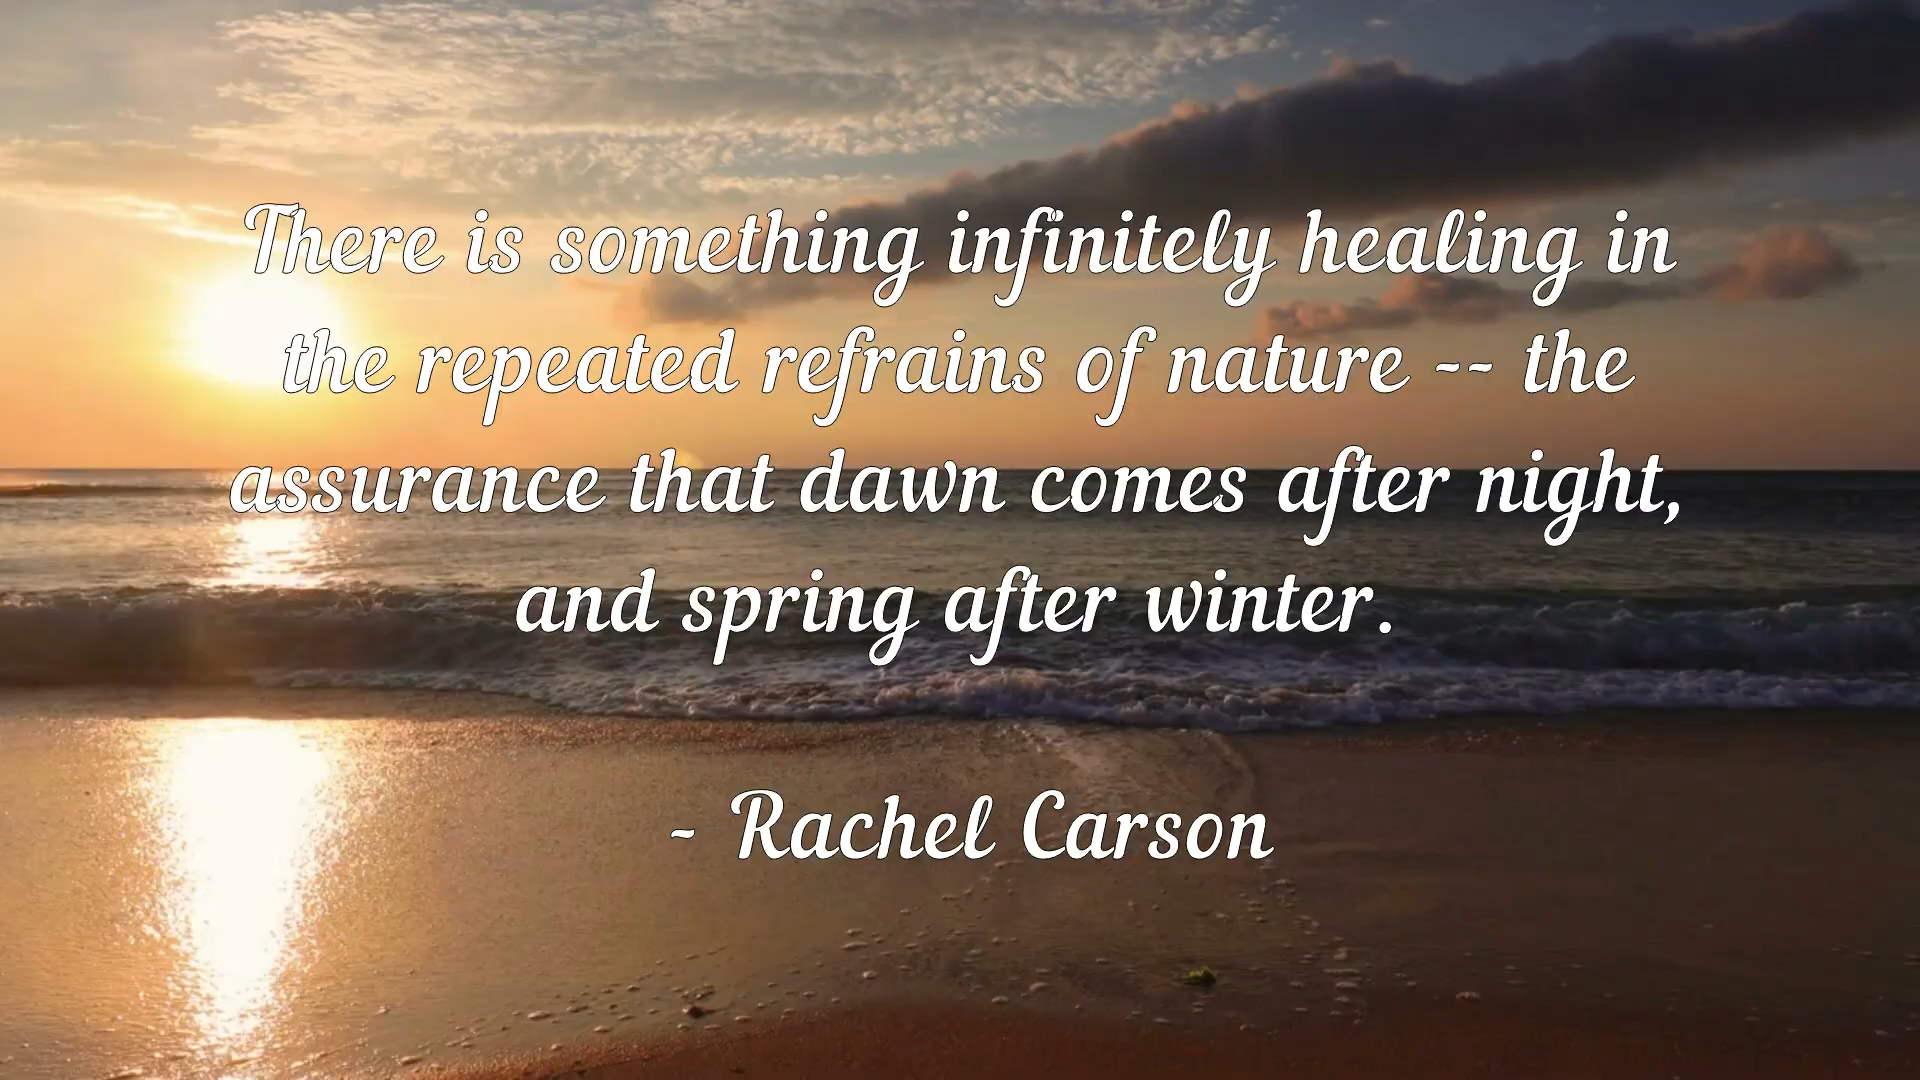 There is something infinitely healing in
the repeated refrains of nature -- the
assurance that dawn comes after night,
and spring after winter.
- Rachel Carson